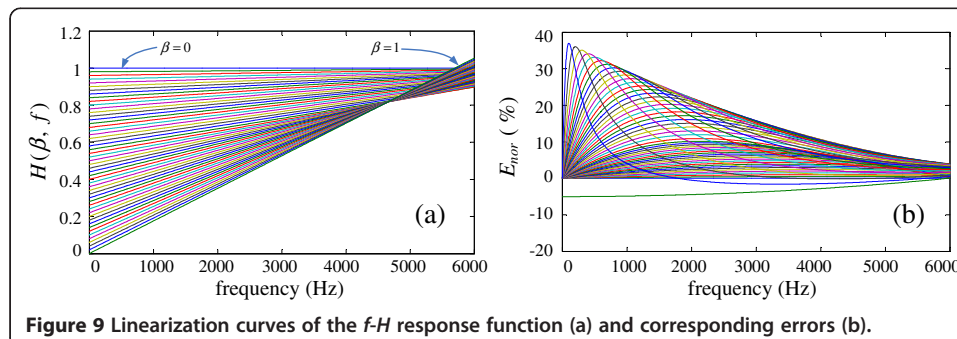 1.2
1
0.8
0.6
0.4
0.2
0
H(β, f)
β = 0
β = 1
(a)
0 1000 2000 3000 4000 5000 6000
frequency (Hz)
40
30
20
10
0
-10
-20
E_nor (%)
(b)
0 1000 2000 3000 4000 5000 6000
frequency (Hz)
Figure 9 Linearization curves of the f-H response function (a) and corresponding errors (b).